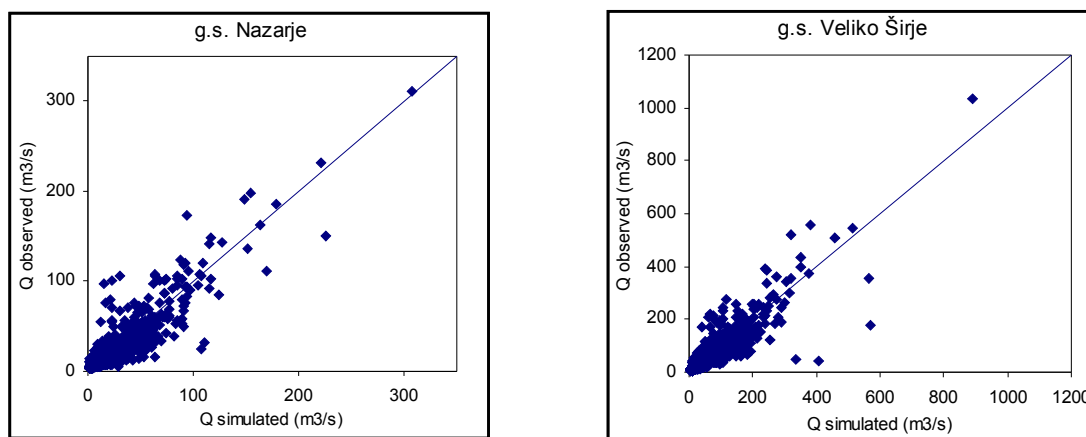 g.s. Nazarje
Q observed (m3/s)
300
200
100
0
0 100 200 300
Q simulated (m3/s)
g.s. Veliko Širje
Q observed (m3/s)
1200
1000
800
600
400
200
0
0 200 400 600 800 1000 1200
Q simulated (m3/s)